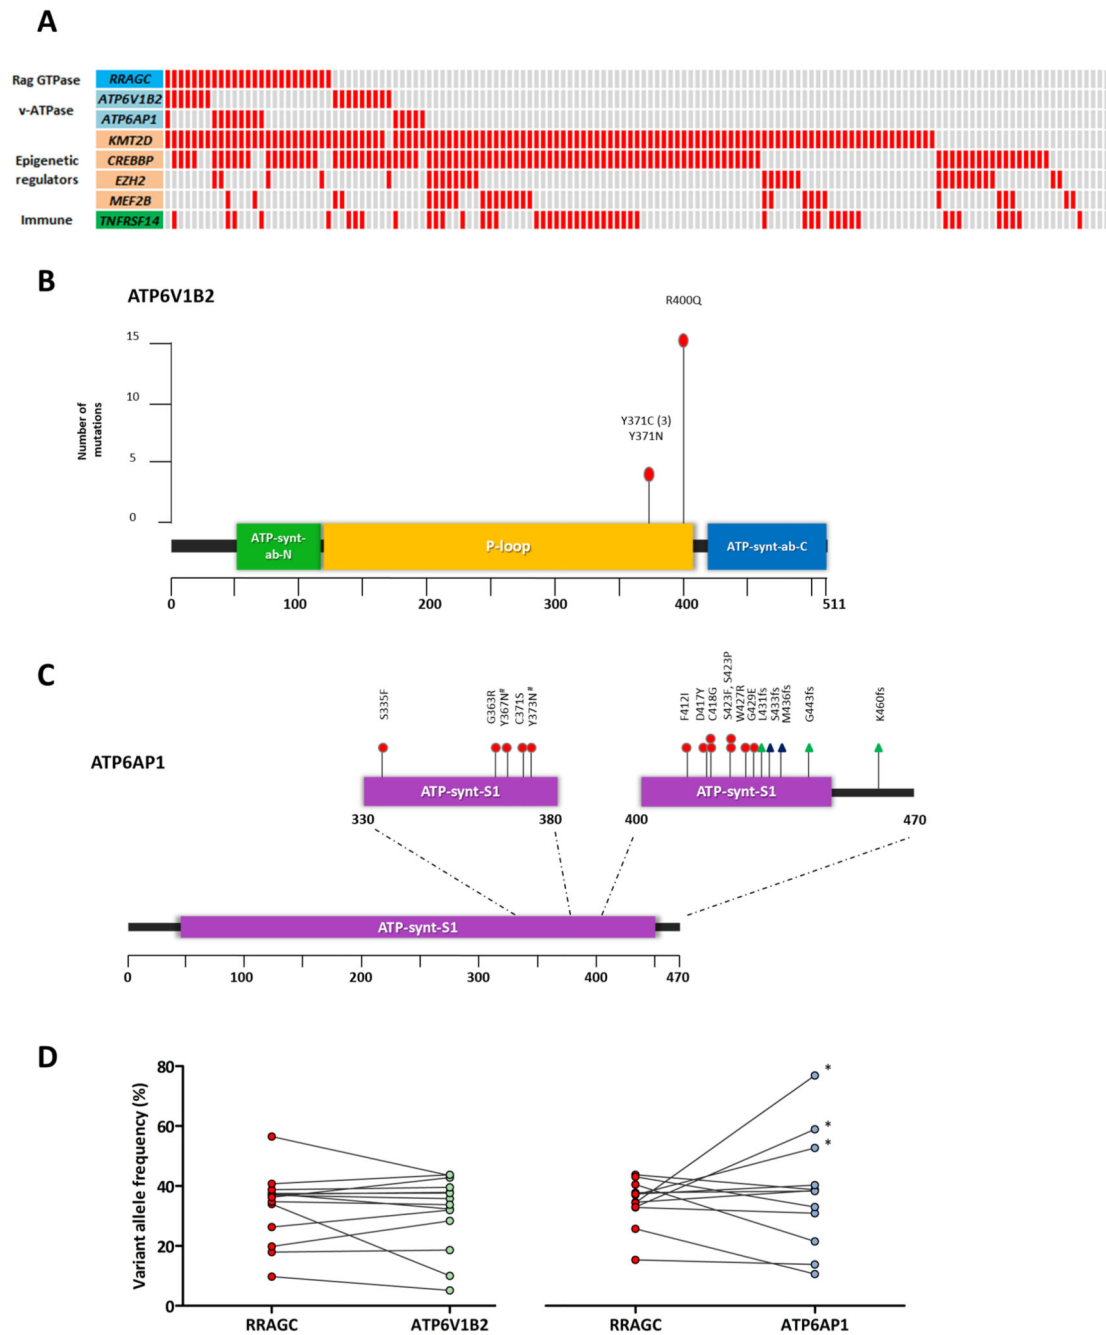 A
Rag GTPase
RRAGC
v-ATPase
ATP6V1B2
ATP6AP1
Epigenetic
regulators
KMT2D
CREBBP
EZH2
MEF2B
Immune
TNFRSF14
B
ATP6V1B2
R400Q
Y371C (3)
Y371N
Number of
mutations
15
10
5
0
ATP-synt-
ab-N
P-loop
ATP-synt-ab-C
0 100 200 300 400 511
C
ATP6AP1
S335F
G363R
Y367N#
C371S
Y373N#
F412I
D417Y
C418G
S423F, S423P
W427R
G429E
L431fs
S433fs
M436fs
G443fs
K460fs
ATP-synt-S1
ATP-synt-S1
330 380 400 470
ATP-synt-S1
0 100 200 300 400 470
D
Variant allele frequency (%)
80
60
40
20
0
*
*
*
RRAGC ATP6V1B2 RRAGC ATP6AP1